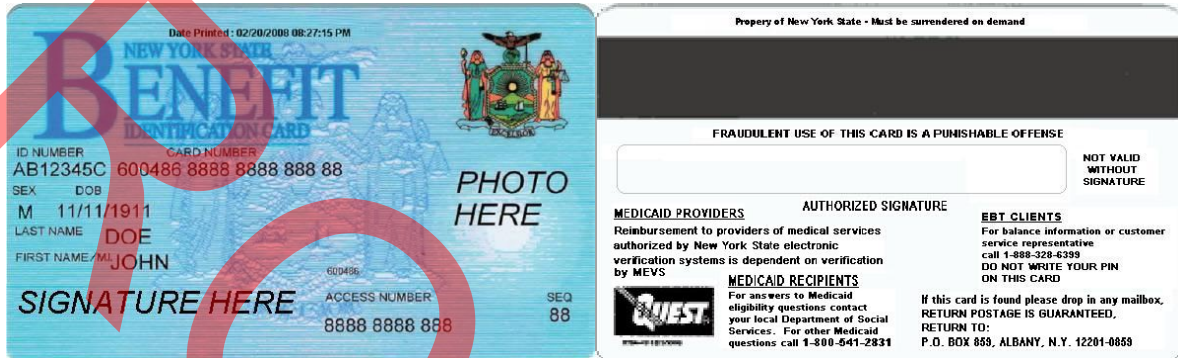 Date Printed : 02/20/2008 08:27:15 PM
NEW YORK STATE
BENEFIT
IDENTIFICATION CARD
EXCELSIOR
ID NUMBER CARD NUMBER
AB12345C 600486 8888 8888 888 88
SEX DOB
M 11/11/1911
LAST NAME DOE
FIRST NAME/M.I. JOHN
PHOTO
HERE
600486
SIGNATURE HERE
ACCESS NUMBER SEQ
8888 8888 888 88
Propery of New York State - Must be surrendered on demand
FRAUDULENT USE OF THIS CARD IS A PUNISHABLE OFFENSE
NOT VALID
WITHOUT
SIGNATURE
AUTHORIZED SIGNATURE
MEDICAID PROVIDERS
Reimbursement to providers of medical services
authorized by New York State electronic
verification systems is dependent on verification
by MEVS
QUEST
MEDICAID RECIPIENTS
For answers to Medicaid
eligibility questions contact
your local Department of Social
Services. For other Medicaid
questions call 1-800-541-2831
EBT CLIENTS
For balance information or customer
service representative
call 1-888-328-6399
DO NOT WRITE YOUR PIN
ON THIS CARD
If this card is found please drop in any mailbox,
RETURN POSTAGE IS GUARANTEED,
RETURN TO:
P.O. BOX 859, ALBANY, N.Y. 12201-0859